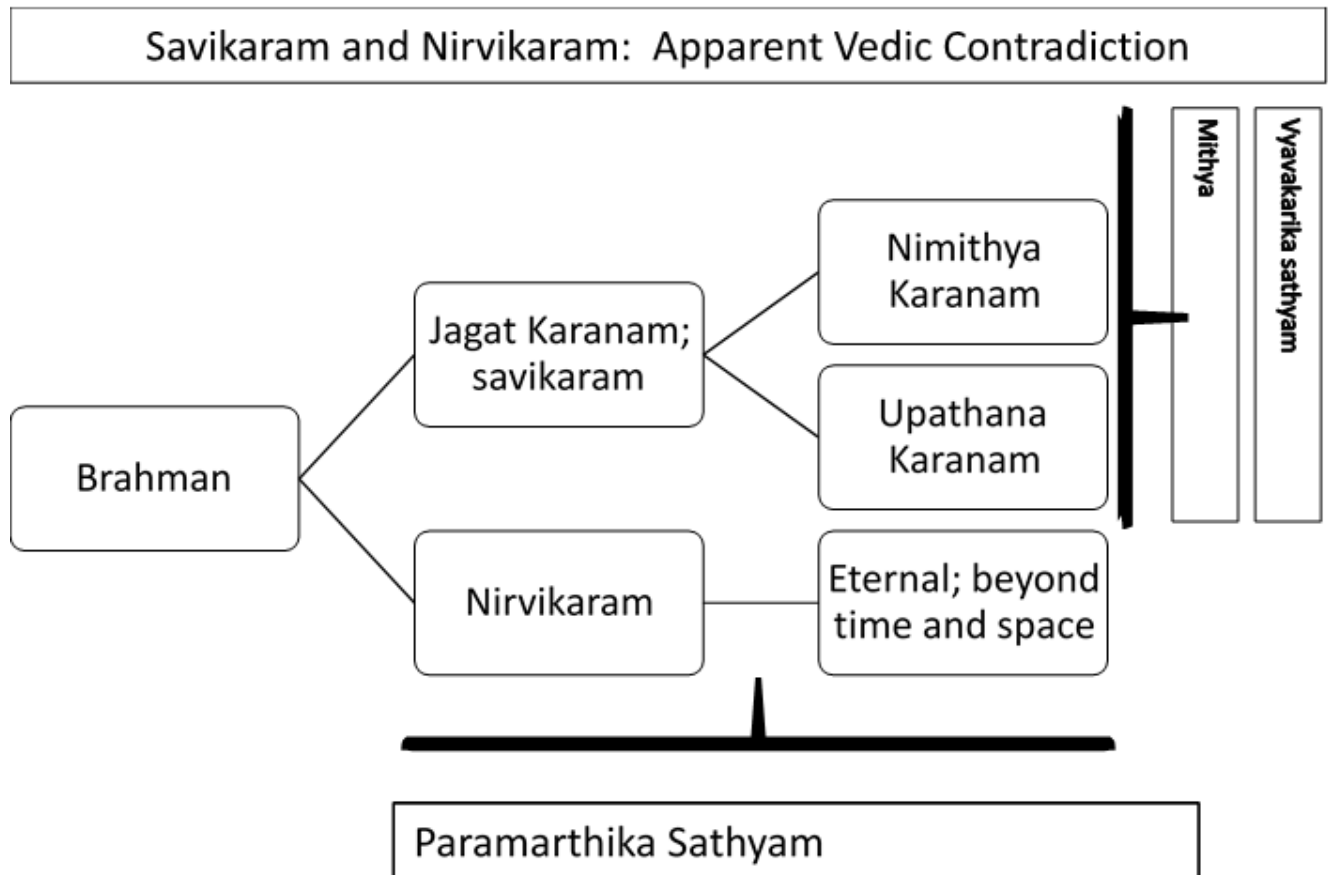 Savikaram and Nirvikaram:  Apparent Vedic Contradiction
Brahman
Jagat Karanam;
savikaram
Nimithya
Karanam
Upathana
Karanam
Nirvikaram
Eternal; beyond
time and space
Mithya
Vyavakarika sathyam
Paramarthika Sathyam